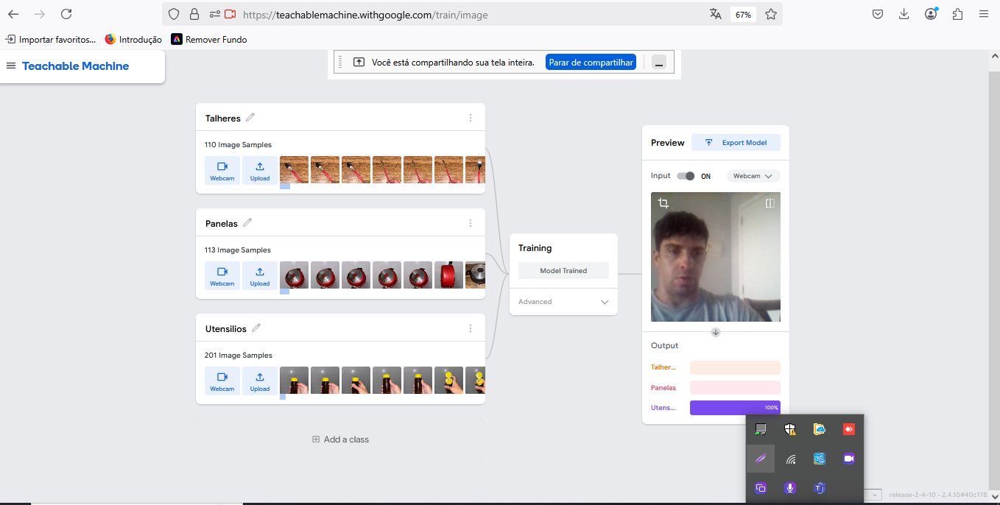 https://teachablemachine.withgoogle.com/train/image
67%
Importar favoritos...
Introdução
Remover Fundo
Teachable Machine
Você está compartilhando sua tela inteira.
Parar de compartilhar
Talheres
110 Image Samples
Webcam
Upload
Panelas
113 Image Samples
Webcam
Upload
Utensilios
201 Image Samples
Webcam
Upload
Add a class
Training
Model Trained
Advanced
Preview
Export Model
Input
ON
Webcam
Output
Talher...
Panelas
Utens...
100%
release-2-4-10 - 2.4.10#40c178